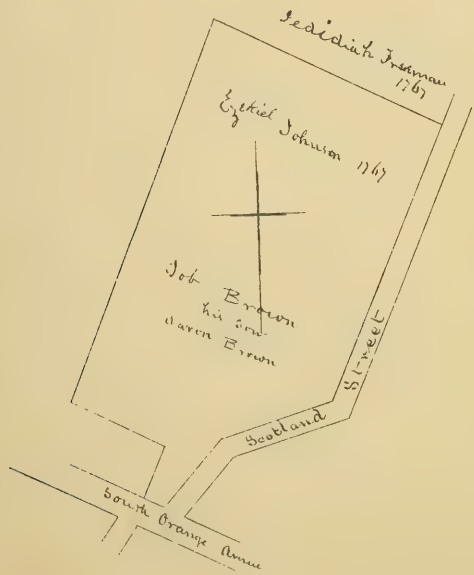 Jedidiah Freeman
1767
Ezekiel Johnson 1767
Job Brown
his son
Aaron Brown
Scotland Street
South Orange Avenue